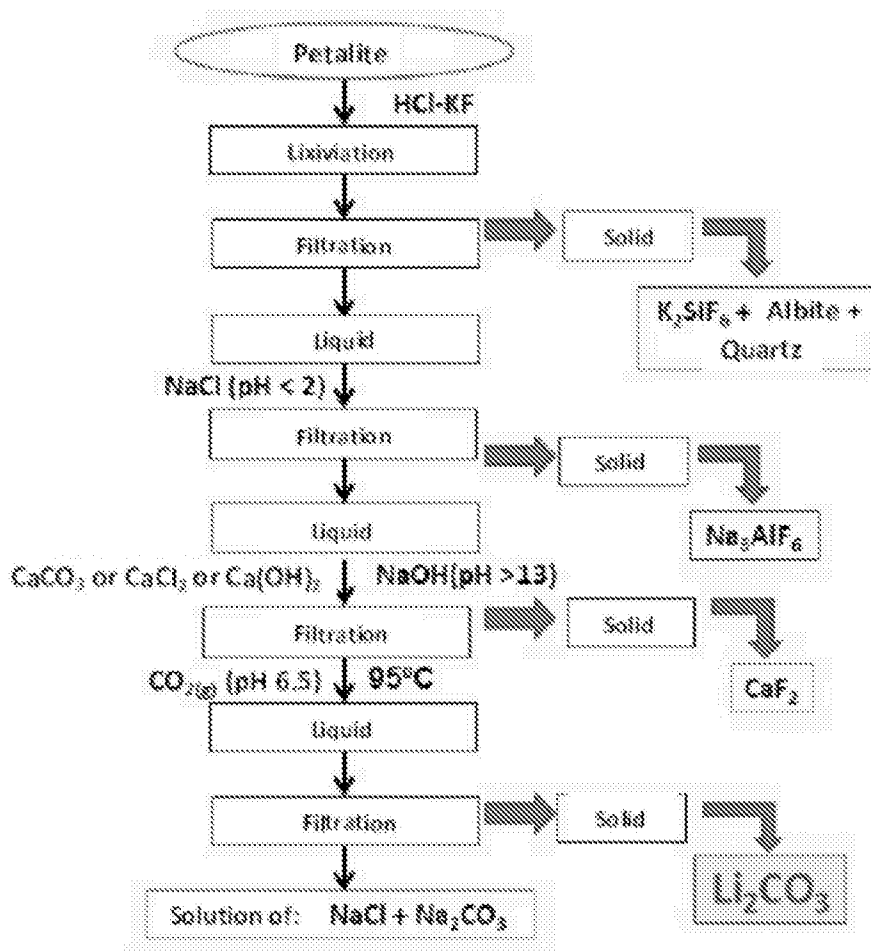 Petalite
HCl-KF
Lixiviation
Filtration
Solid
K₂SiF₆ + Albite +
Quartz
Liquid
NaCl (pH < 2)
Filtration
Solid
Na₃AlF₆
Liquid
CaCO₃ or CaCl₂ or Ca(OH)₂
NaOH(pH >13)
Filtration
Solid
CaF₂
CO₂₍g₎ (pH 6.5)
95°C
Liquid
Filtration
Solid
Li₂CO₃
Solution of: NaCl + Na₂CO₃